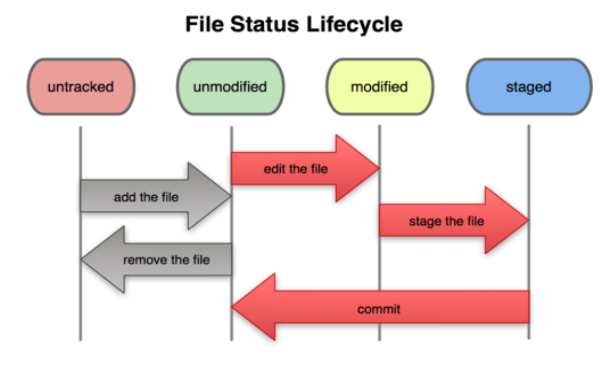 File Status Lifecycle
untracked
unmodified
modified
staged
edit the file
add the file
stage the file
remove the file
commit